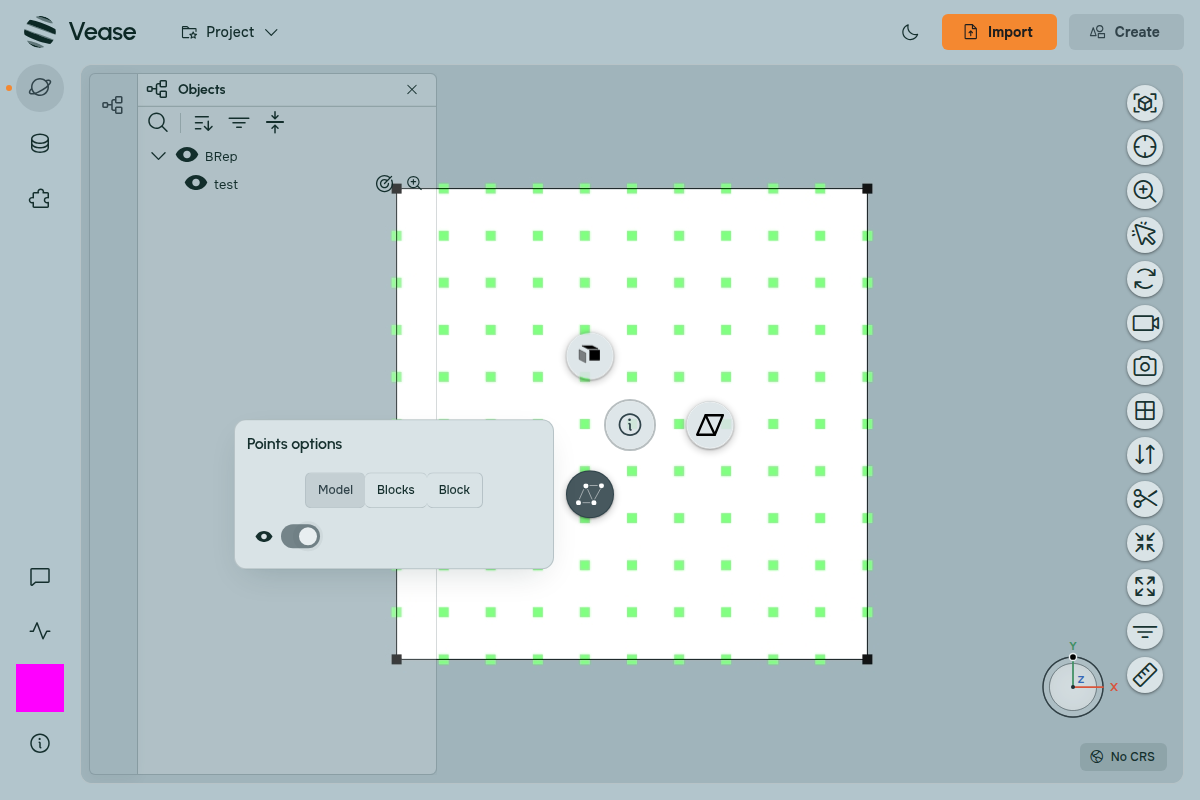 Vease
Project
Import
Create
Objects
BRep
test
Points options
Model
Blocks
Block
Y
Z
X
No CRS